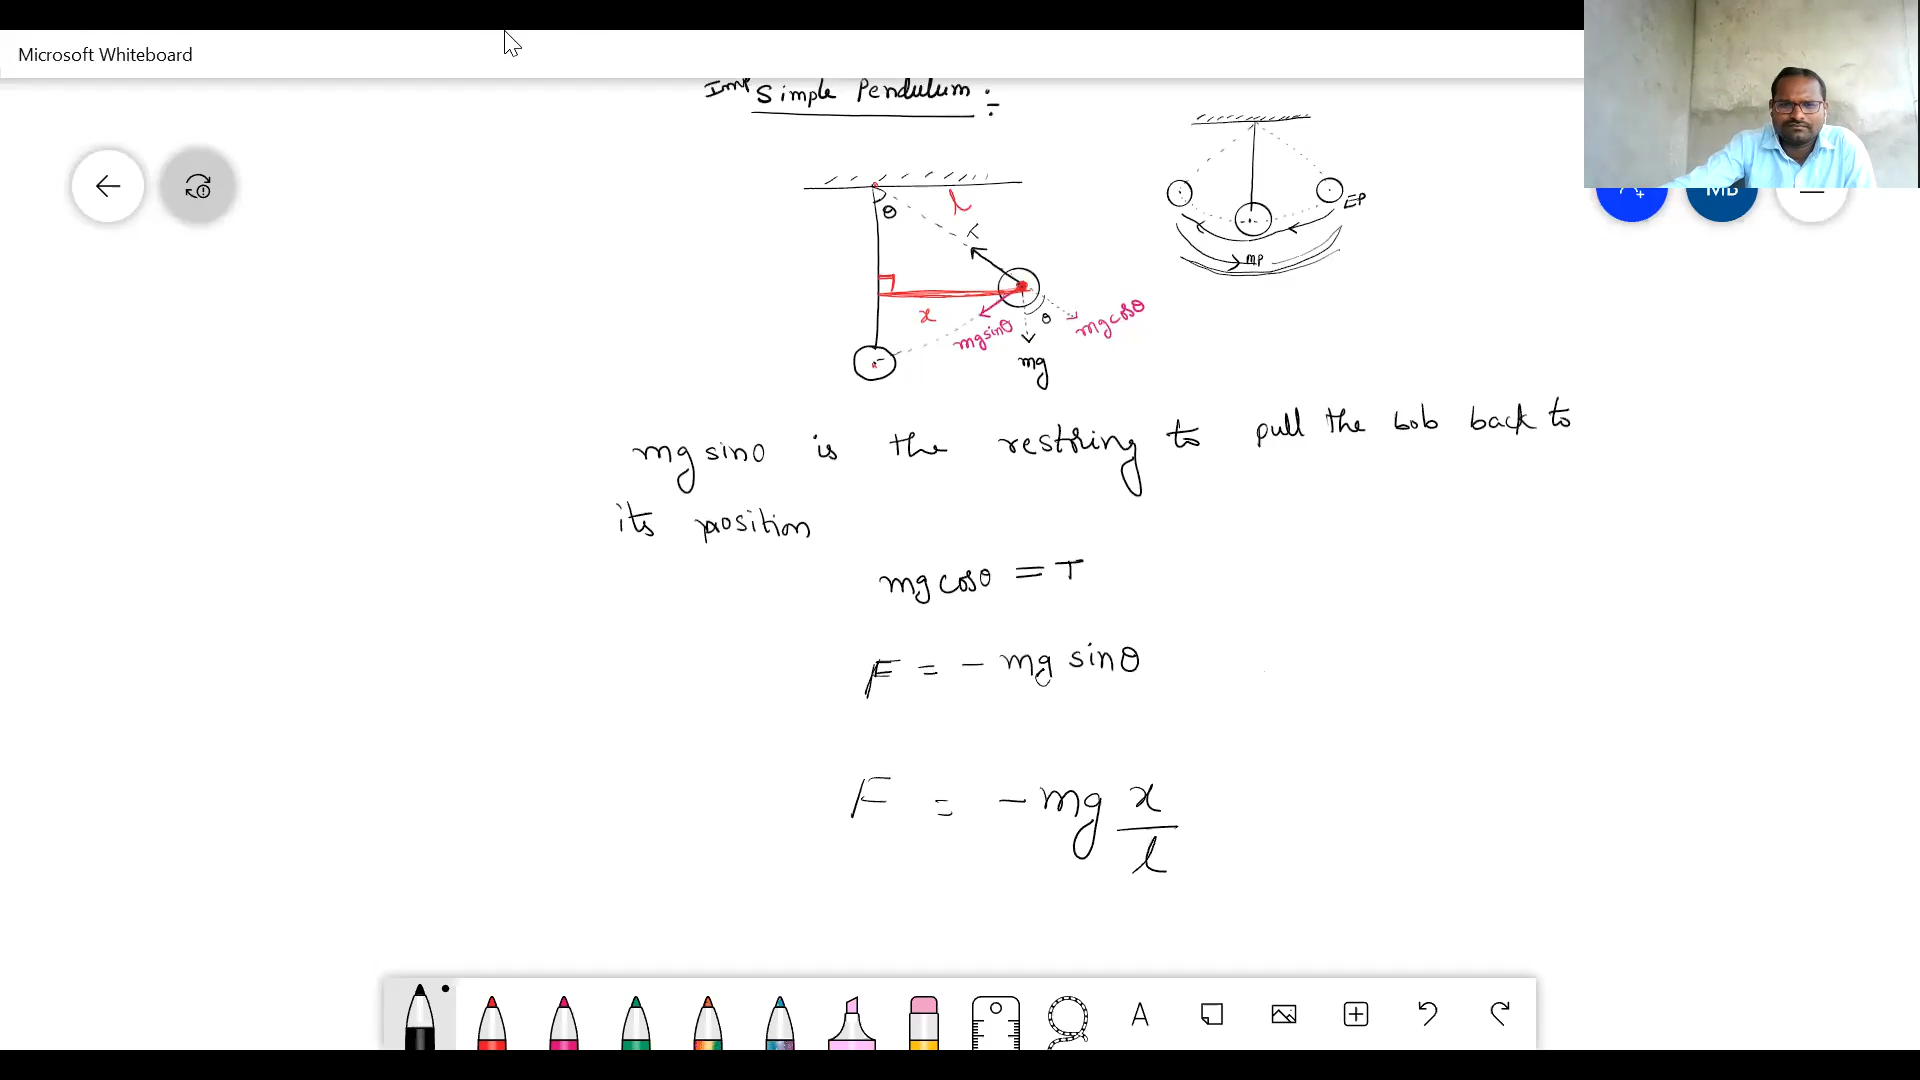 Microsoft Whiteboard
Imp Simple Pendulum :
θ
l
T
x
mg sinθ
θ
mg cosθ
mg
EP
MP
MB
mg sinθ is the restring to pull the bob back to
its position
mg cosθ = T
F = - mg sinθ
F = - mg x/l
A